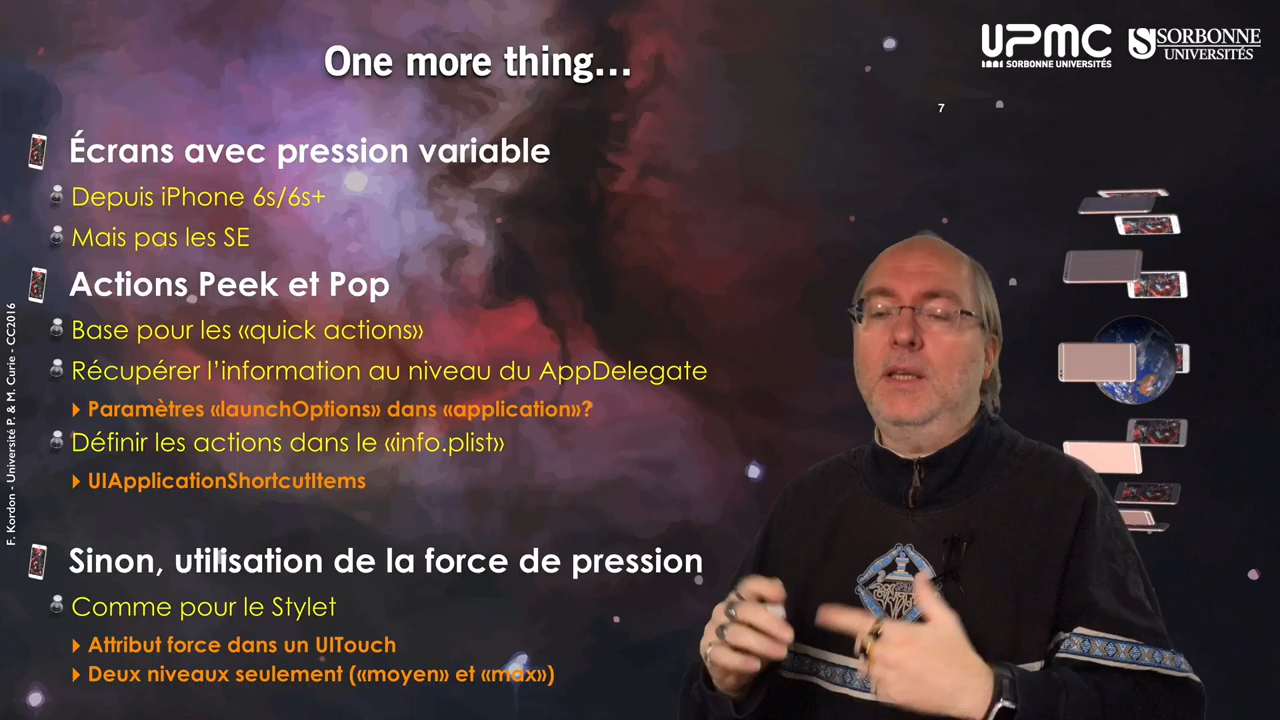 One more thing...
UPMC
SORBONNE UNIVERSITÉS
SORBONNE
UNIVERSITÉS
7
Écrans avec pression variable
Depuis iPhone 6s/6s+
Mais pas les SE
Actions Peek et Pop
Base pour les «quick actions»
Récupérer l'information au niveau du AppDelegate
Paramètres «launchOptions» dans «application»?
Définir les actions dans le «info.plist»
UIApplicationShortcutItems
Sinon, utilisation de la force de pression
Comme pour le Stylet
Attribut force dans un UITouch
Deux niveaux seulement («moyen» et «max»)
F. Kordon - Université P. & M. Curie - CC2016